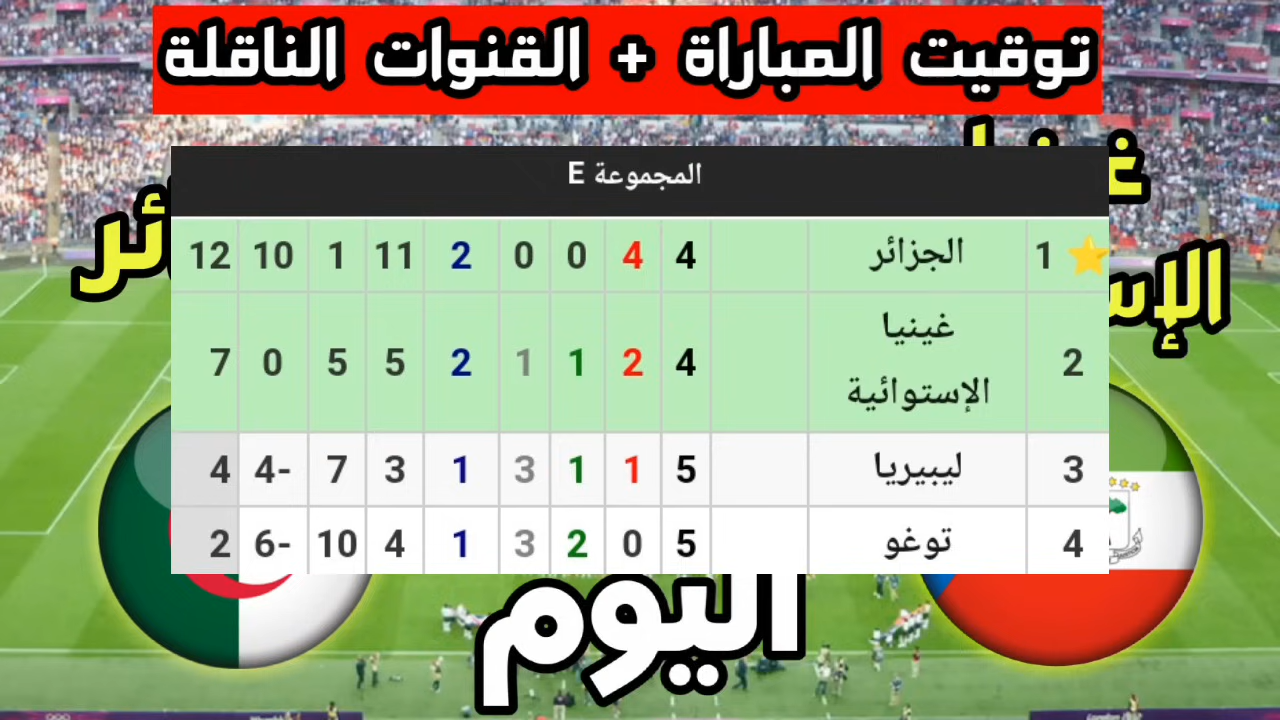 توقيت المباراة + القنوات الناقلة
المجموعة E
1 الجزائر 4 4 0 0 2 11 1 10 12
2 غينيا الإستوائية 4 2 1 1 2 5 5 0 7
3 ليبيريا 5 1 1 3 1 3 7 -4 4
4 توغو 5 0 2 3 1 4 10 -6 2
اليوم